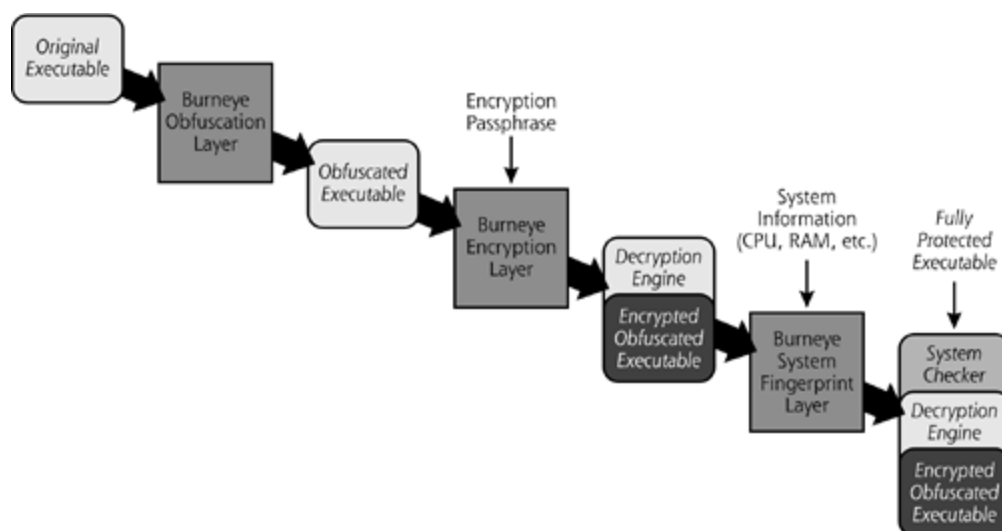 Original
Executable
Burneye
Obfuscation
Layer
Obfuscated
Executable
Encryption
Passphrase
Burneye
Encryption
Layer
Decryption
Engine
Encrypted
Obfuscated
Executable
System
Information
(CPU, RAM, etc.)
Burneye
System
Fingerprint
Layer
Fully
Protected
Executable
System
Checker
Decryption
Engine
Encrypted
Obfuscated
Executable